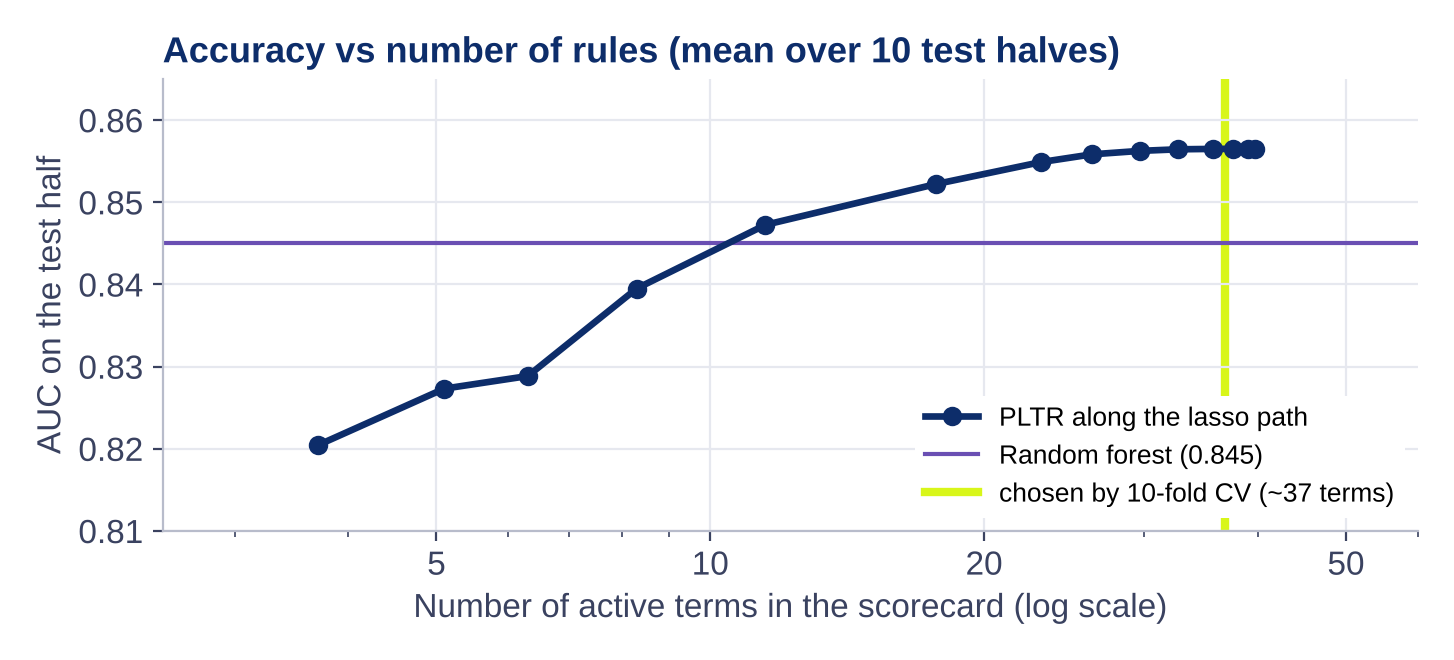 Accuracy vs number of rules (mean over 10 test halves)
AUC on the test half
0.86
0.85
0.84
0.83
0.82
0.81
PLTR along the lasso path
Random forest (0.845)
chosen by 10-fold CV (~37 terms)
5 10 20 50
Number of active terms in the scorecard (log scale)